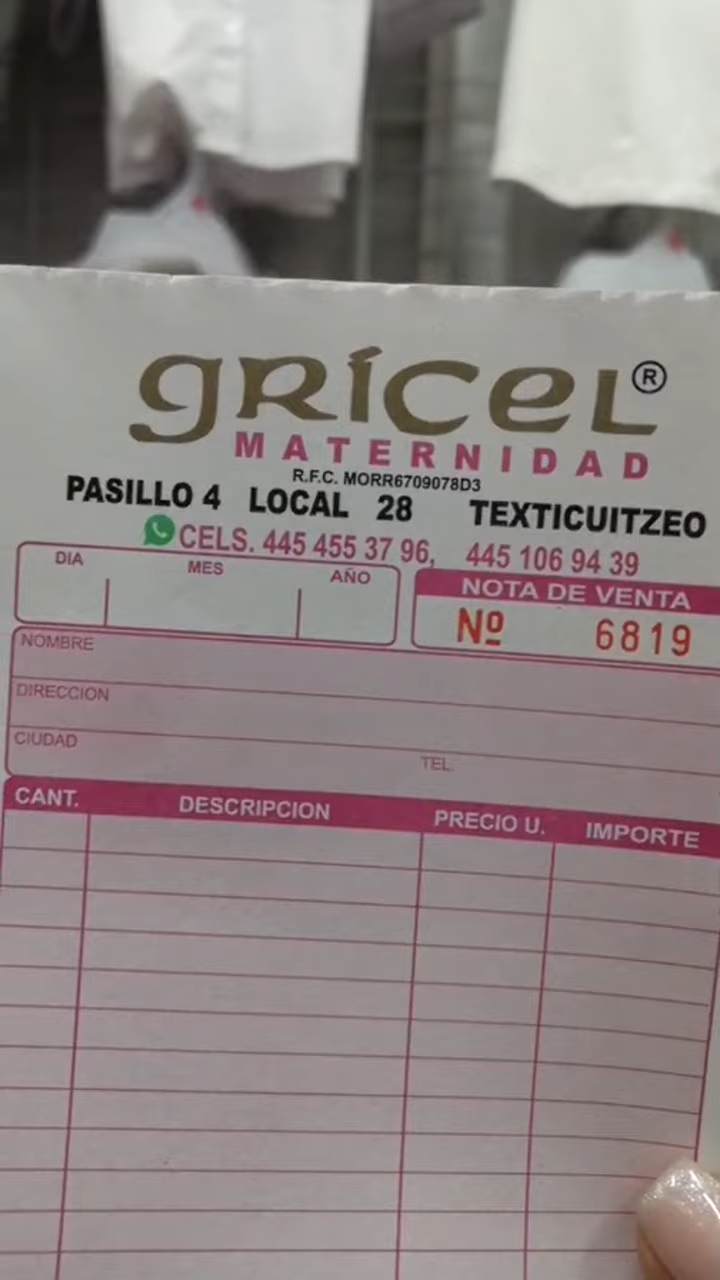 gRíceL®
MATERNIDAD
R.F.C. MORR6709078D3
PASILLO 4 LOCAL 28 TEXTICUITZEO
CELS. 445 455 37 96, 445 106 94 39
DIA MES AÑO
NOTA DE VENTA
Nº 6819
NOMBRE
DIRECCION
CIUDAD TEL.
CANT. DESCRIPCION PRECIO U. IMPORTE